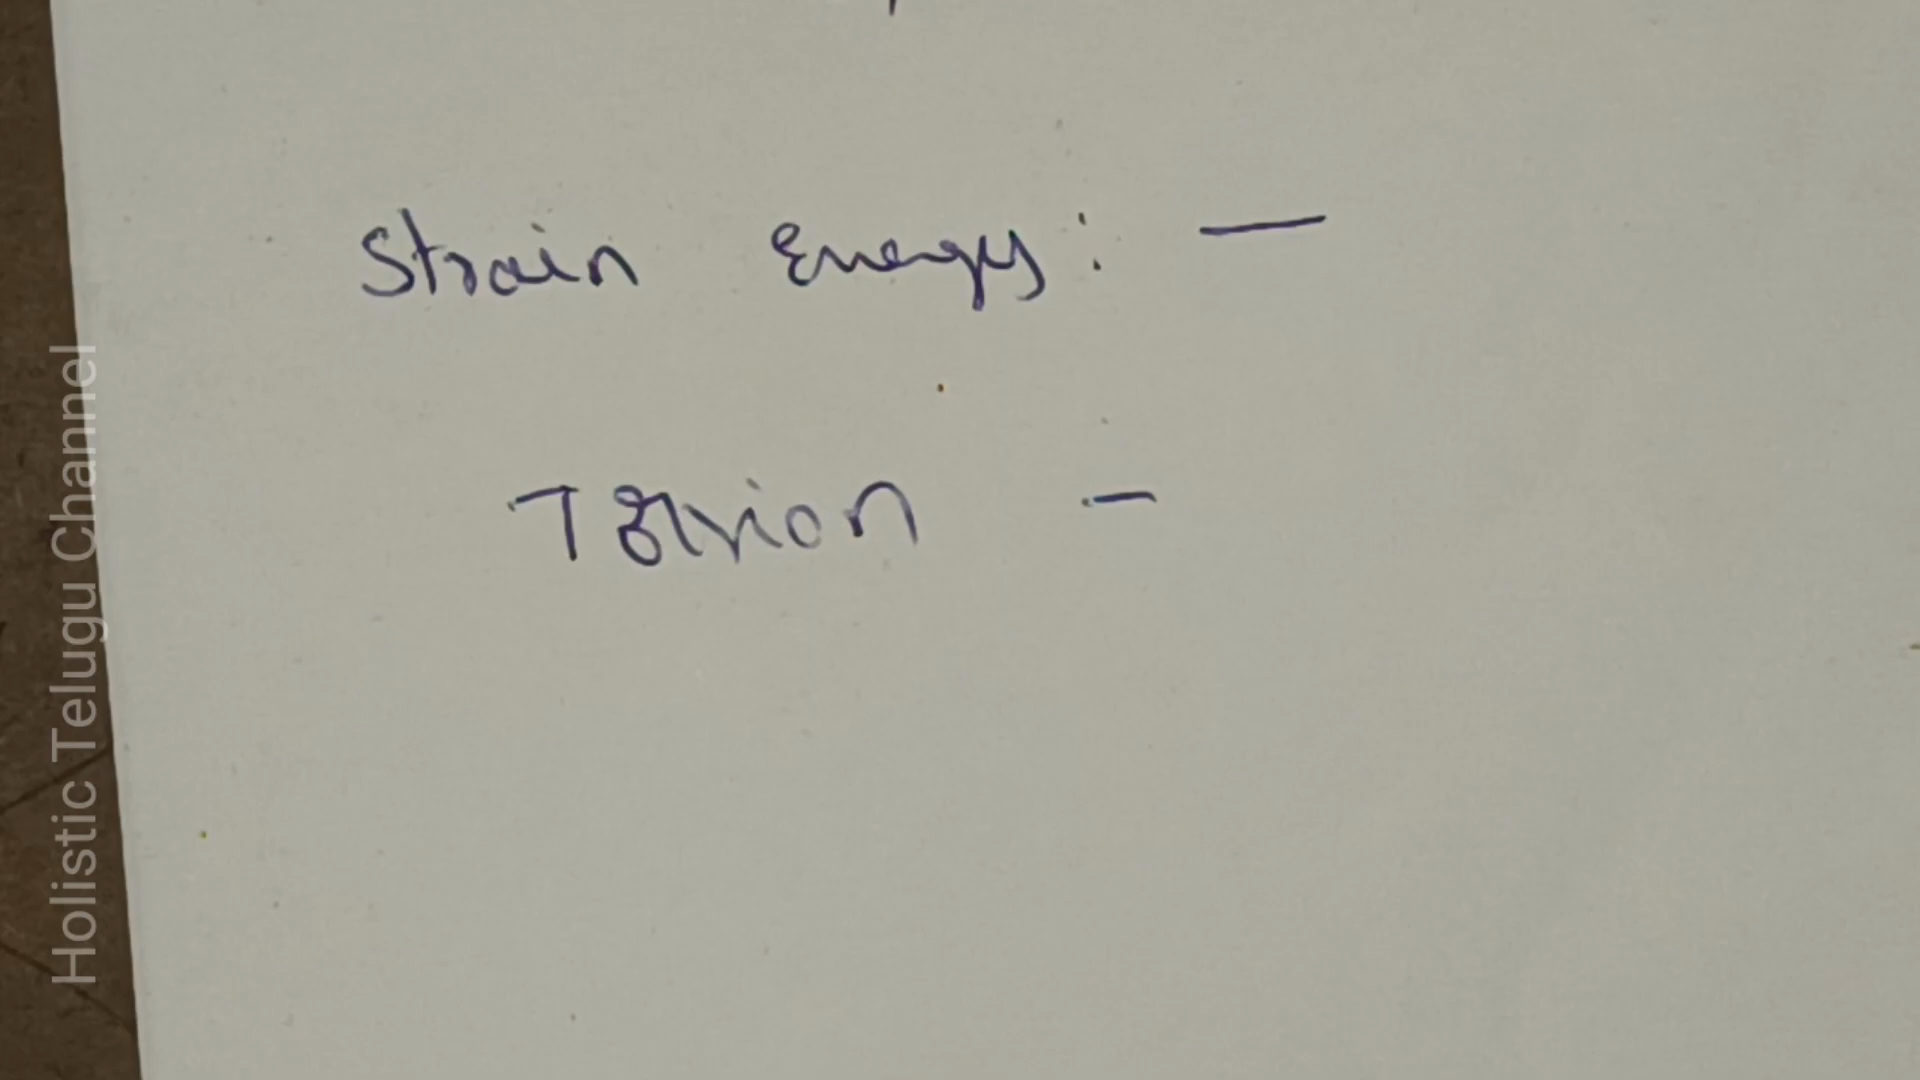 Strain Energy : —
Torsion -
Holistic Telugu Channel